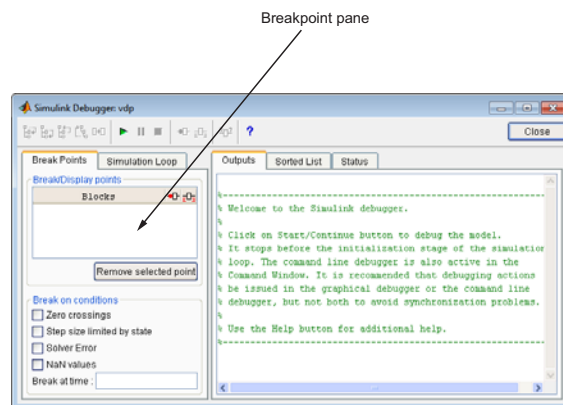 Breakpoint pane
Simulink Debugger: vdp
Close
Break Points
Simulation Loop
Outputs
Sorted List
Status
Break/Display points
Blocks
Remove selected point
Break on conditions
Zero crossings
Step size limited by state
Solver Error
NaN values
Break at time :
%----------------------------------------------------
% Welcome to the Simulink debugger.
%
% Click on Start/Continue button to debug the model.
% It stops before the initialization stage of the simulation
% loop. The command line debugger is also active in the
% Command Window. It is recommended that debugging actions
% be issued in the graphical debugger or the command line
% debugger, but not both to avoid synchronization problems.
%
% Use the Help button for additional help.
%----------------------------------------------------